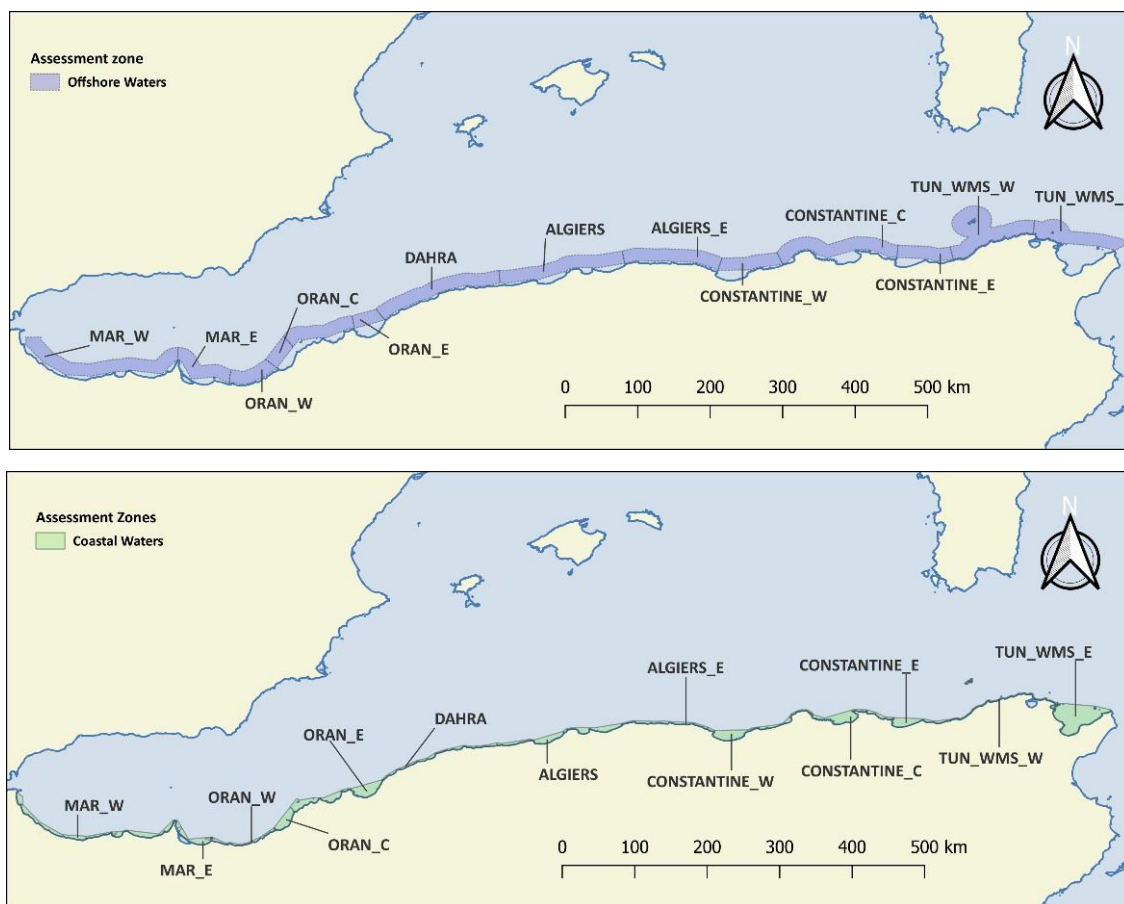 Assessment zone
Offshore Waters
N
TUN_WMS_W
TUN_WMS_
CONSTANTINE_C
ALGIERS
ALGIERS_E
DAHRA
ORAN_C
CONSTANTINE_E
CONSTANTINE_W
MAR_W
MAR_E
ORAN_E
ORAN_W
0 100 200 300 400 500 km
Assessment Zones
Coastal Waters
N
TUN_WMS_E
ALGIERS_E
CONSTANTINE_E
DAHRA
ORAN_E
ALGIERS
CONSTANTINE_W
CONSTANTINE_C
TUN_WMS_W
MAR_W
ORAN_W
ORAN_C
MAR_E
0 100 200 300 400 500 km